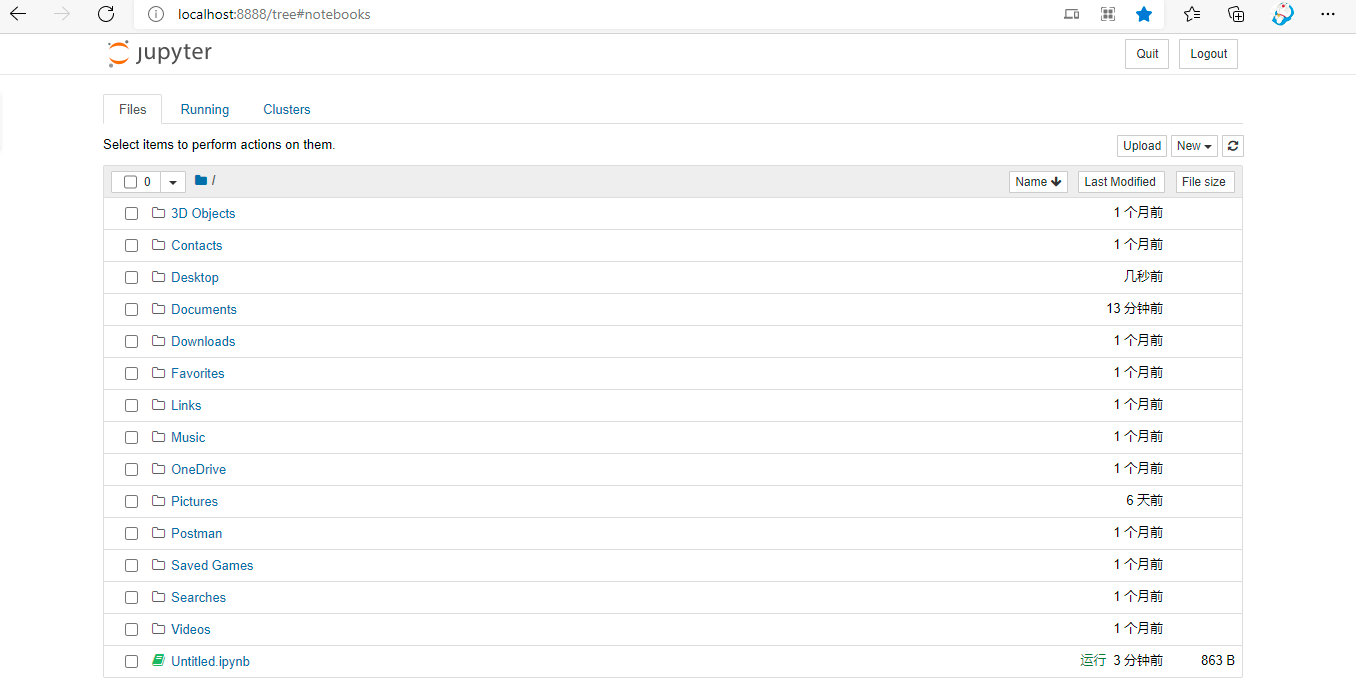 localhost:8888/tree#notebooks
jupyter
Quit Logout
Files Running Clusters
Select items to perform actions on them.
Upload New
0 / Name Last Modified File size
3D Objects 1 个月前
Contacts 1 个月前
Desktop 几秒前
Documents 13 分钟前
Downloads 1 个月前
Favorites 1 个月前
Links 1 个月前
Music 1 个月前
OneDrive 1 个月前
Pictures 6 天前
Postman 1 个月前
Saved Games 1 个月前
Searches 1 个月前
Videos 1 个月前
Untitled.ipynb 运行 3 分钟前 863 B